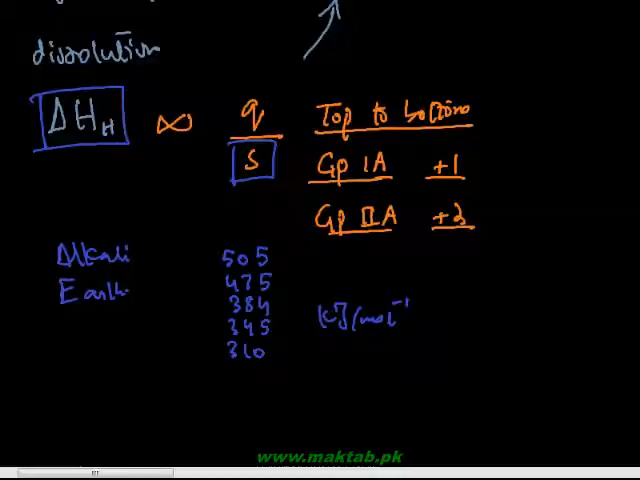 dissolution
ΔH_H ∝ q/s Top to bottom
Gp IA +1
Gp IIA +2
Alkali 505
Earth 475
384
345 kJ/mol⁻¹
310
www.maktab.pk